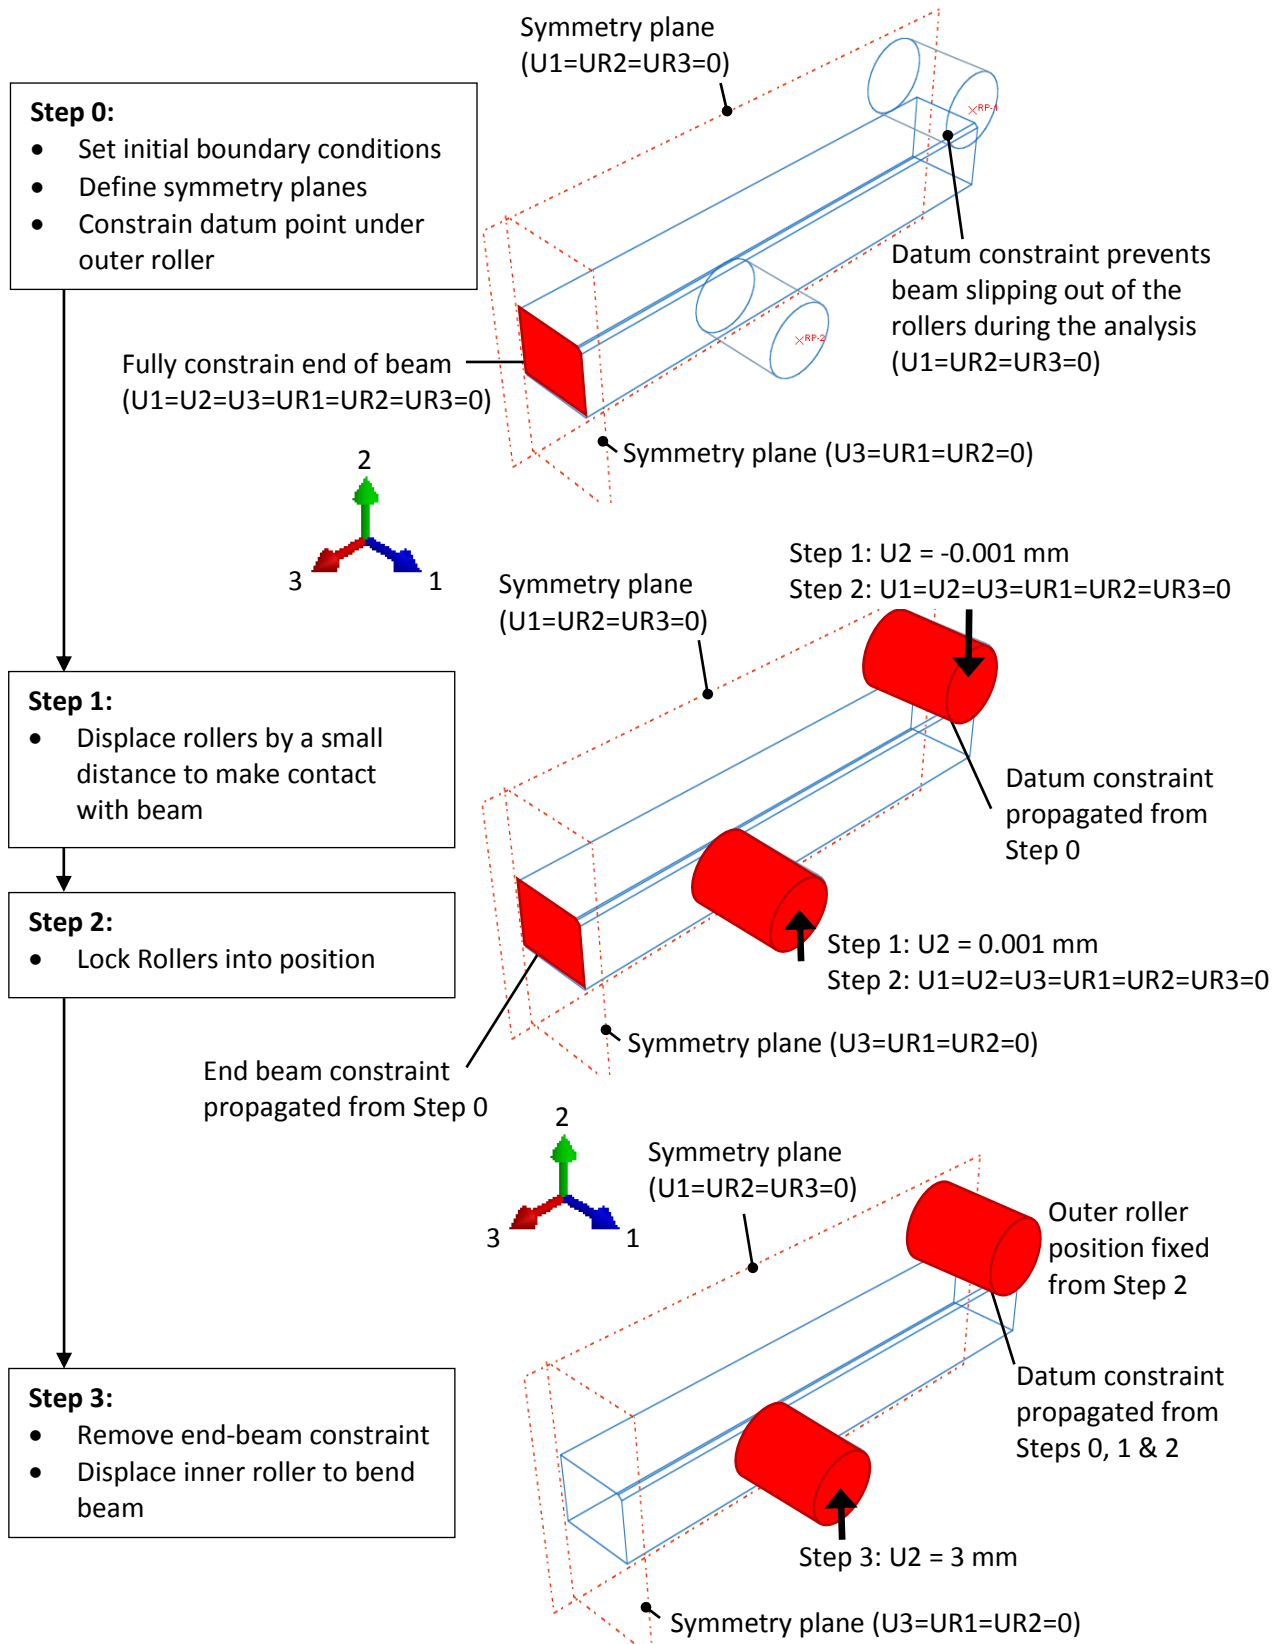 Symmetry plane
(U1=UR2=UR3=0)
Step 0:
• Set initial boundary conditions
• Define symmetry planes
• Constrain datum point under
outer roller
RP-1
Datum constraint prevents
beam slipping out of the
rollers during the analysis
(U1=UR2=UR3=0)
RP-2
Fully constrain end of beam
(U1=U2=U3=UR1=UR2=UR3=0)
Symmetry plane (U3=UR1=UR2=0)
2
3
1
Step 1: U2 = -0.001 mm
Step 2: U1=U2=U3=UR1=UR2=UR3=0
Symmetry plane
(U1=UR2=UR3=0)
Step 1:
• Displace rollers by a small
distance to make contact
with beam
Datum constraint
propagated from
Step 0
Step 2:
• Lock Rollers into position
Step 1: U2 = 0.001 mm
Step 2: U1=U2=U3=UR1=UR2=UR3=0
Symmetry plane (U3=UR1=UR2=0)
End beam constraint
propagated from Step 0
2
3
1
Symmetry plane
(U1=UR2=UR3=0)
Outer roller
position fixed
from Step 2
Datum constraint
propagated from
Steps 0, 1 & 2
Step 3:
• Remove end-beam constraint
• Displace inner roller to bend
beam
Step 3: U2 = 3 mm
Symmetry plane (U3=UR1=UR2=0)